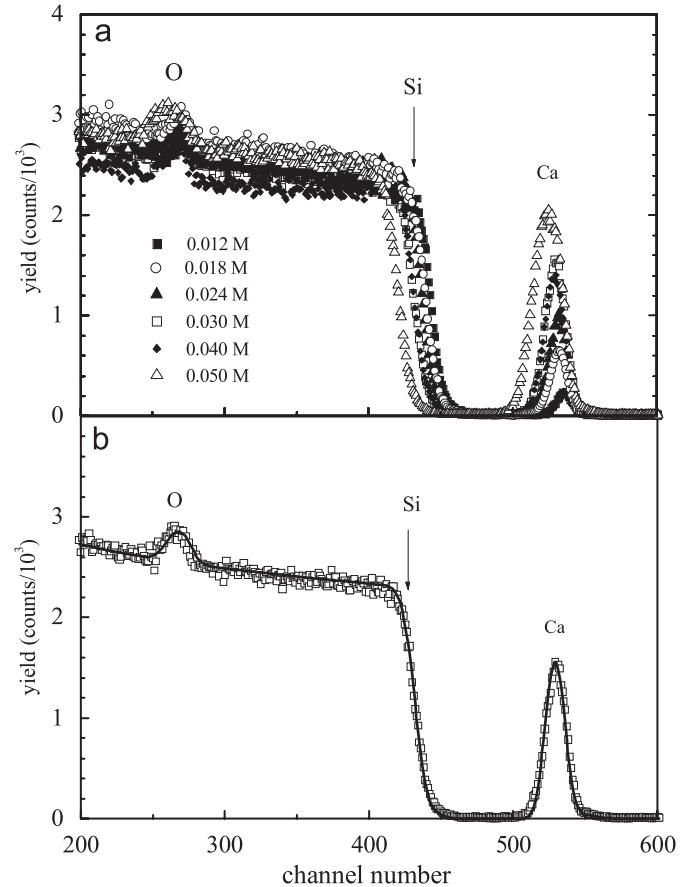 a
4
3
2
1
0
yield (counts/10³)
O
Si
Ca
0.012 M
0.018 M
0.024 M
0.030 M
0.040 M
0.050 M
b
3
2
1
0
yield (counts/10³)
O
Si
Ca
200 300 400 500 600
channel number